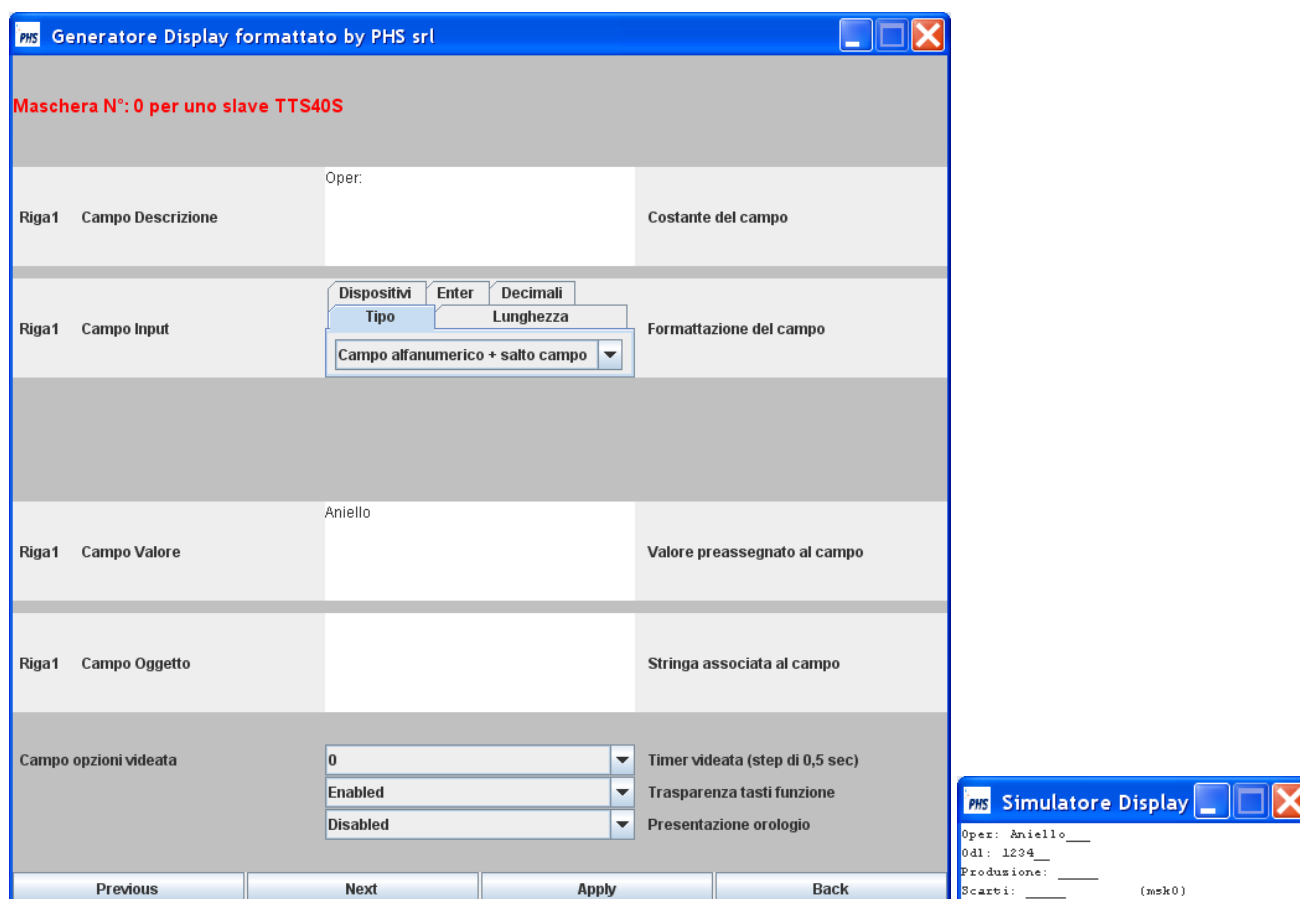 PHS Generatore Display formattato by PHS srl
Maschera N°: 0 per uno slave TTS40S
Oper:
Riga1 Campo Descrizione Costante del campo
Dispositivi Enter Decimali
Tipo Lunghezza
Riga1 Campo Input Formattazione del campo
Campo alfanumerico + salto campo
Aniello
Riga1 Campo Valore Valore preassegnato al campo
Riga1 Campo Oggetto Stringa associata al campo
Campo opzioni videata 0 Timer videata (step di 0,5 sec)
Enabled Trasparenza tasti funzione
Disabled Presentazione orologio
Previous Next Apply Back
PHS Simulatore Display
Oper: Aniello___
Odl: 1234__
Produzione: _____
Scarti: _____ (msk0)